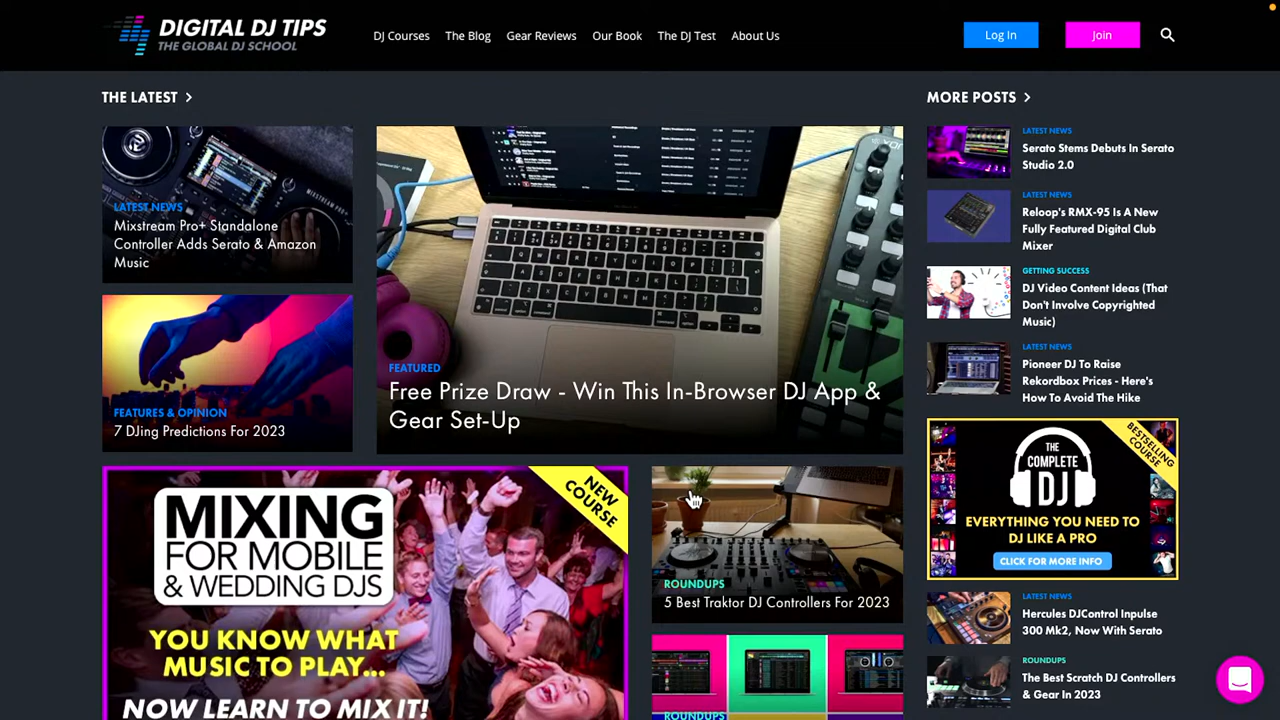 DIGITAL DJ TIPS
THE GLOBAL DJ SCHOOL
DJ Courses
The Blog
Gear Reviews
Our Book
The DJ Test
About Us
Log In
Join
THE LATEST
LATEST NEWS
Mixstream Pro+ Standalone
Controller Adds Serato & Amazon
Music
FEATURES & OPINION
7 DJing Predictions For 2023
FEATURED
Free Prize Draw - Win This In-Browser DJ App &
Gear Set-Up
MIXING
FOR MOBILE
& WEDDING DJS
NEW
COURSE
YOU KNOW WHAT
MUSIC TO PLAY...
NOW LEARN TO MIX IT!
ROUNDUPS
5 Best Traktor DJ Controllers For 2023
ROUNDUPS
MORE POSTS
LATEST NEWS
Serato Stems Debuts In Serato
Studio 2.0
LATEST NEWS
Reloop's RMX-95 Is A New
Fully Featured Digital Club
Mixer
GETTING SUCCESS
DJ Video Content Ideas (That
Don't Involve Copyrighted
Music)
LATEST NEWS
Pioneer DJ To Raise
Rekordbox Prices - Here's
How To Avoid The Hike
BESTSELLING
COURSE
THE
COMPLETE
DJ
EVERYTHING YOU NEED TO
DJ LIKE A PRO
CLICK FOR MORE INFO
LATEST NEWS
Hercules DJControl Inpulse
300 Mk2, Now With Serato
ROUNDUPS
The Best Scratch DJ Controllers
& Gear In 2023